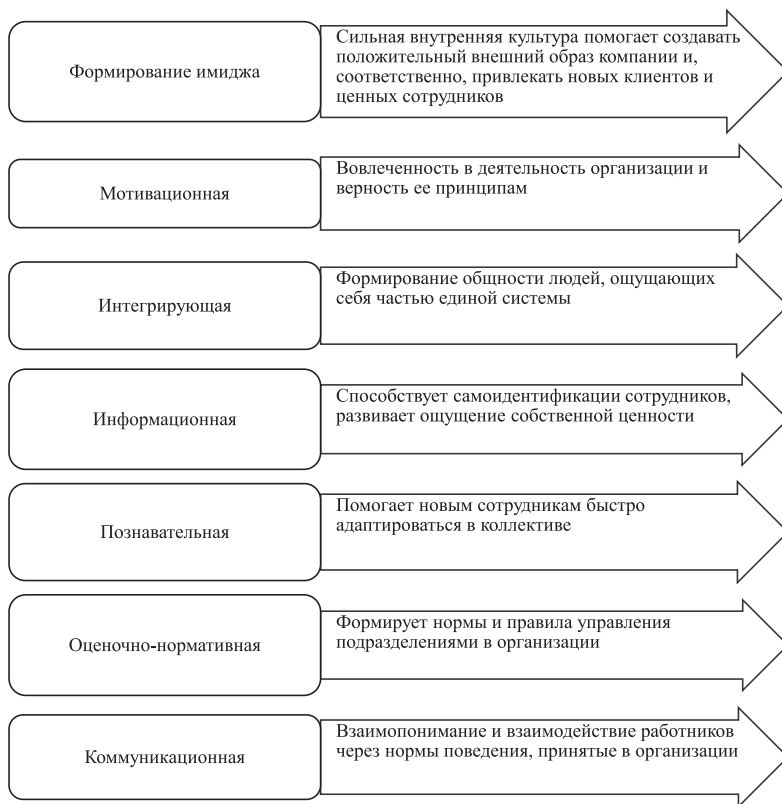 Формирование имиджа
Сильная внутренняя культура помогает создавать
положительный внешний образ компании и,
соответственно, привлекать новых клиентов и
ценных сотрудников
Мотивационная
Вовлеченность в деятельность организации и
верность ее принципам
Интегрирующая
Формирование общности людей, ощущающих
себя частью единой системы
Информационная
Способствует самоидентификации сотрудников,
развивает ощущение собственной ценности
Познавательная
Помогает новым сотрудникам быстро
адаптироваться в коллективе
Оценочно-нормативная
Формирует нормы и правила управления
подразделениями в организации
Коммуникационная
Взаимопонимание и взаимодействие работников
через нормы поведения, принятые в организации